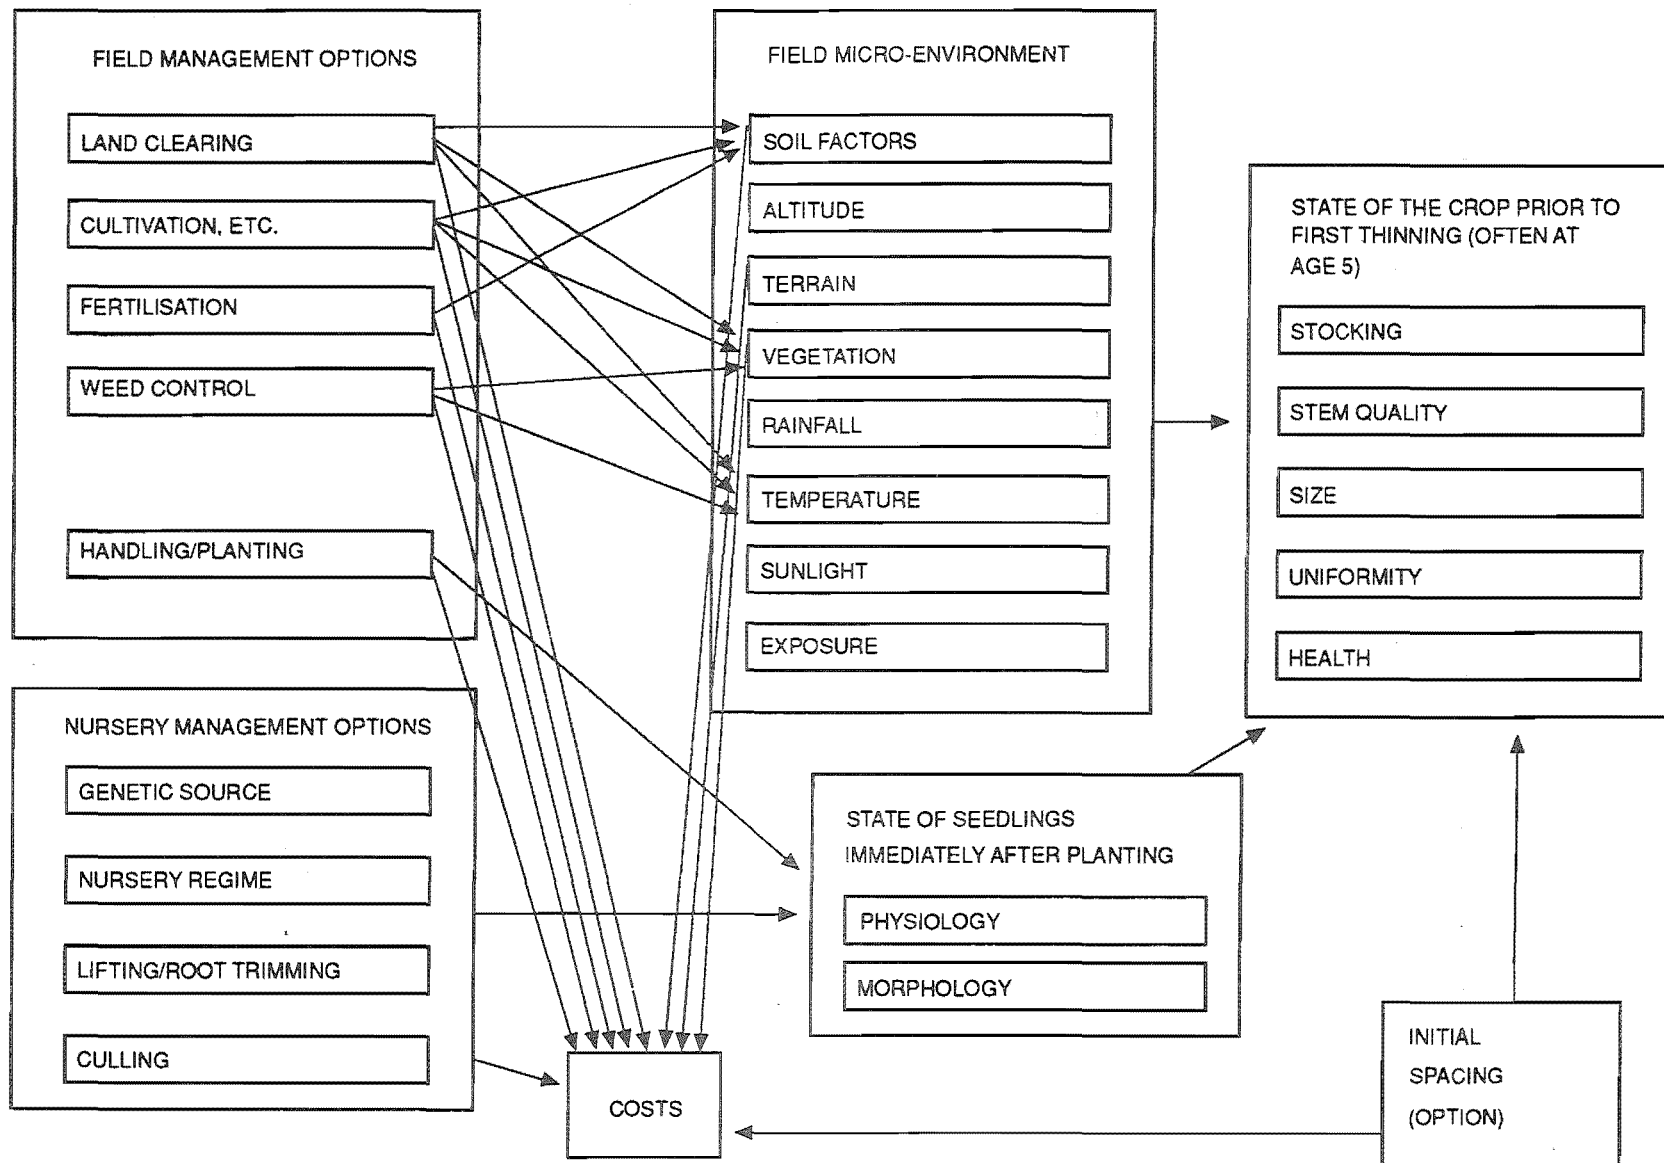 FIELD MANAGEMENT OPTIONS
LAND CLEARING
CULTIVATION, ETC.
FERTILISATION
WEED CONTROL
HANDLING/PLANTING
NURSERY MANAGEMENT OPTIONS
GENETIC SOURCE
NURSERY REGIME
LIFTING/ROOT TRIMMING
CULLING
FIELD MICRO-ENVIRONMENT
SOIL FACTORS
ALTITUDE
TERRAIN
VEGETATION
RAINFALL
TEMPERATURE
SUNLIGHT
EXPOSURE
STATE OF SEEDLINGS
IMMEDIATELY AFTER PLANTING
PHYSIOLOGY
MORPHOLOGY
COSTS
STATE OF THE CROP PRIOR TO
FIRST THINNING (OFTEN AT
AGE 5)
STOCKING
STEM QUALITY
SIZE
UNIFORMITY
HEALTH
INITIAL
SPACING
(OPTION)